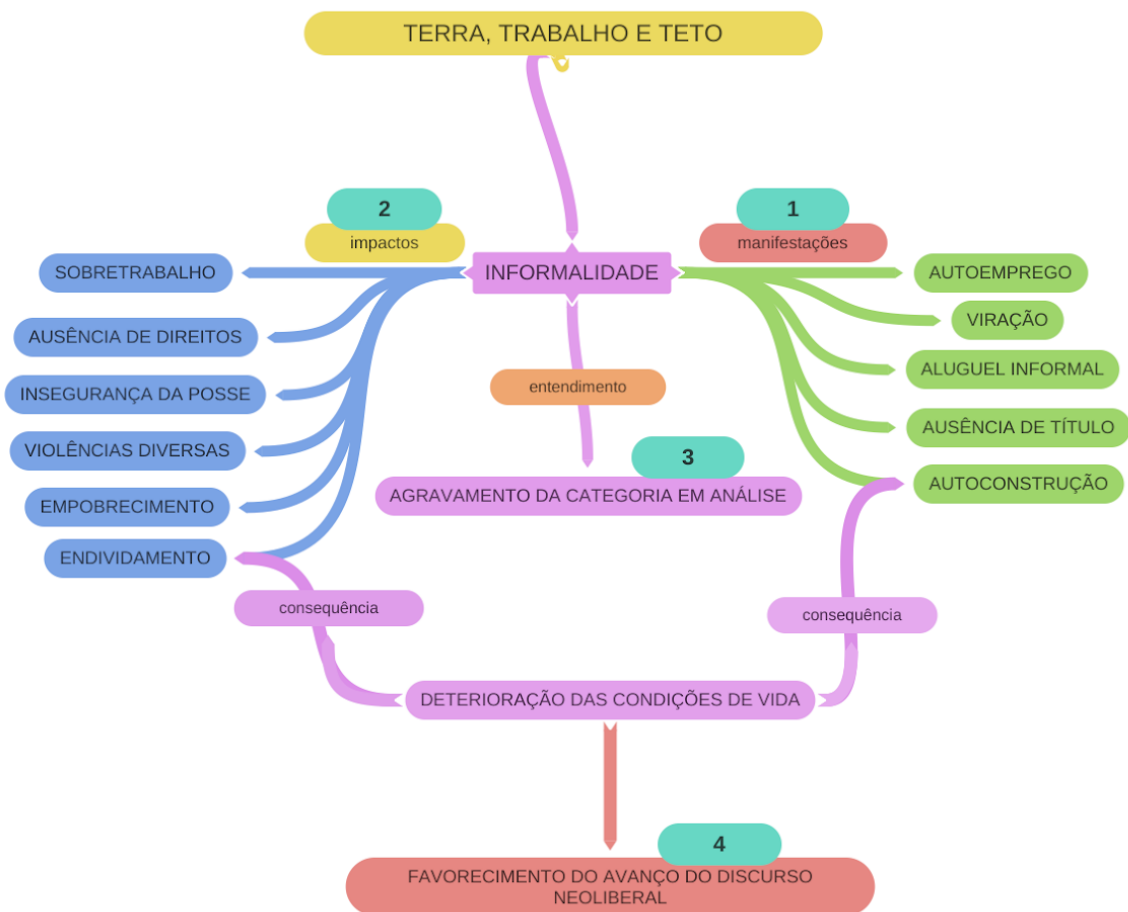 TERRA, TRABALHO E TETO
2
impactos
1
manifestações
INFORMALIDADE
SOBRETRABALHO
AUSÊNCIA DE DIREITOS
INSEGURANÇA DA POSSE
VIOLÊNCIAS DIVERSAS
EMPOBRECIMENTO
ENDIVIDAMENTO
AUTOEMPREGO
VIRAÇÃO
ALUGUEL INFORMAL
AUSÊNCIA DE TÍTULO
AUTOCONSTRUÇÃO
entendimento
3
AGRAVAMENTO DA CATEGORIA EM ANÁLISE
consequência
consequência
DETERIORAÇÃO DAS CONDIÇÕES DE VIDA
4
FAVORECIMENTO DO AVANÇO DO DISCURSO
NEOLIBERAL